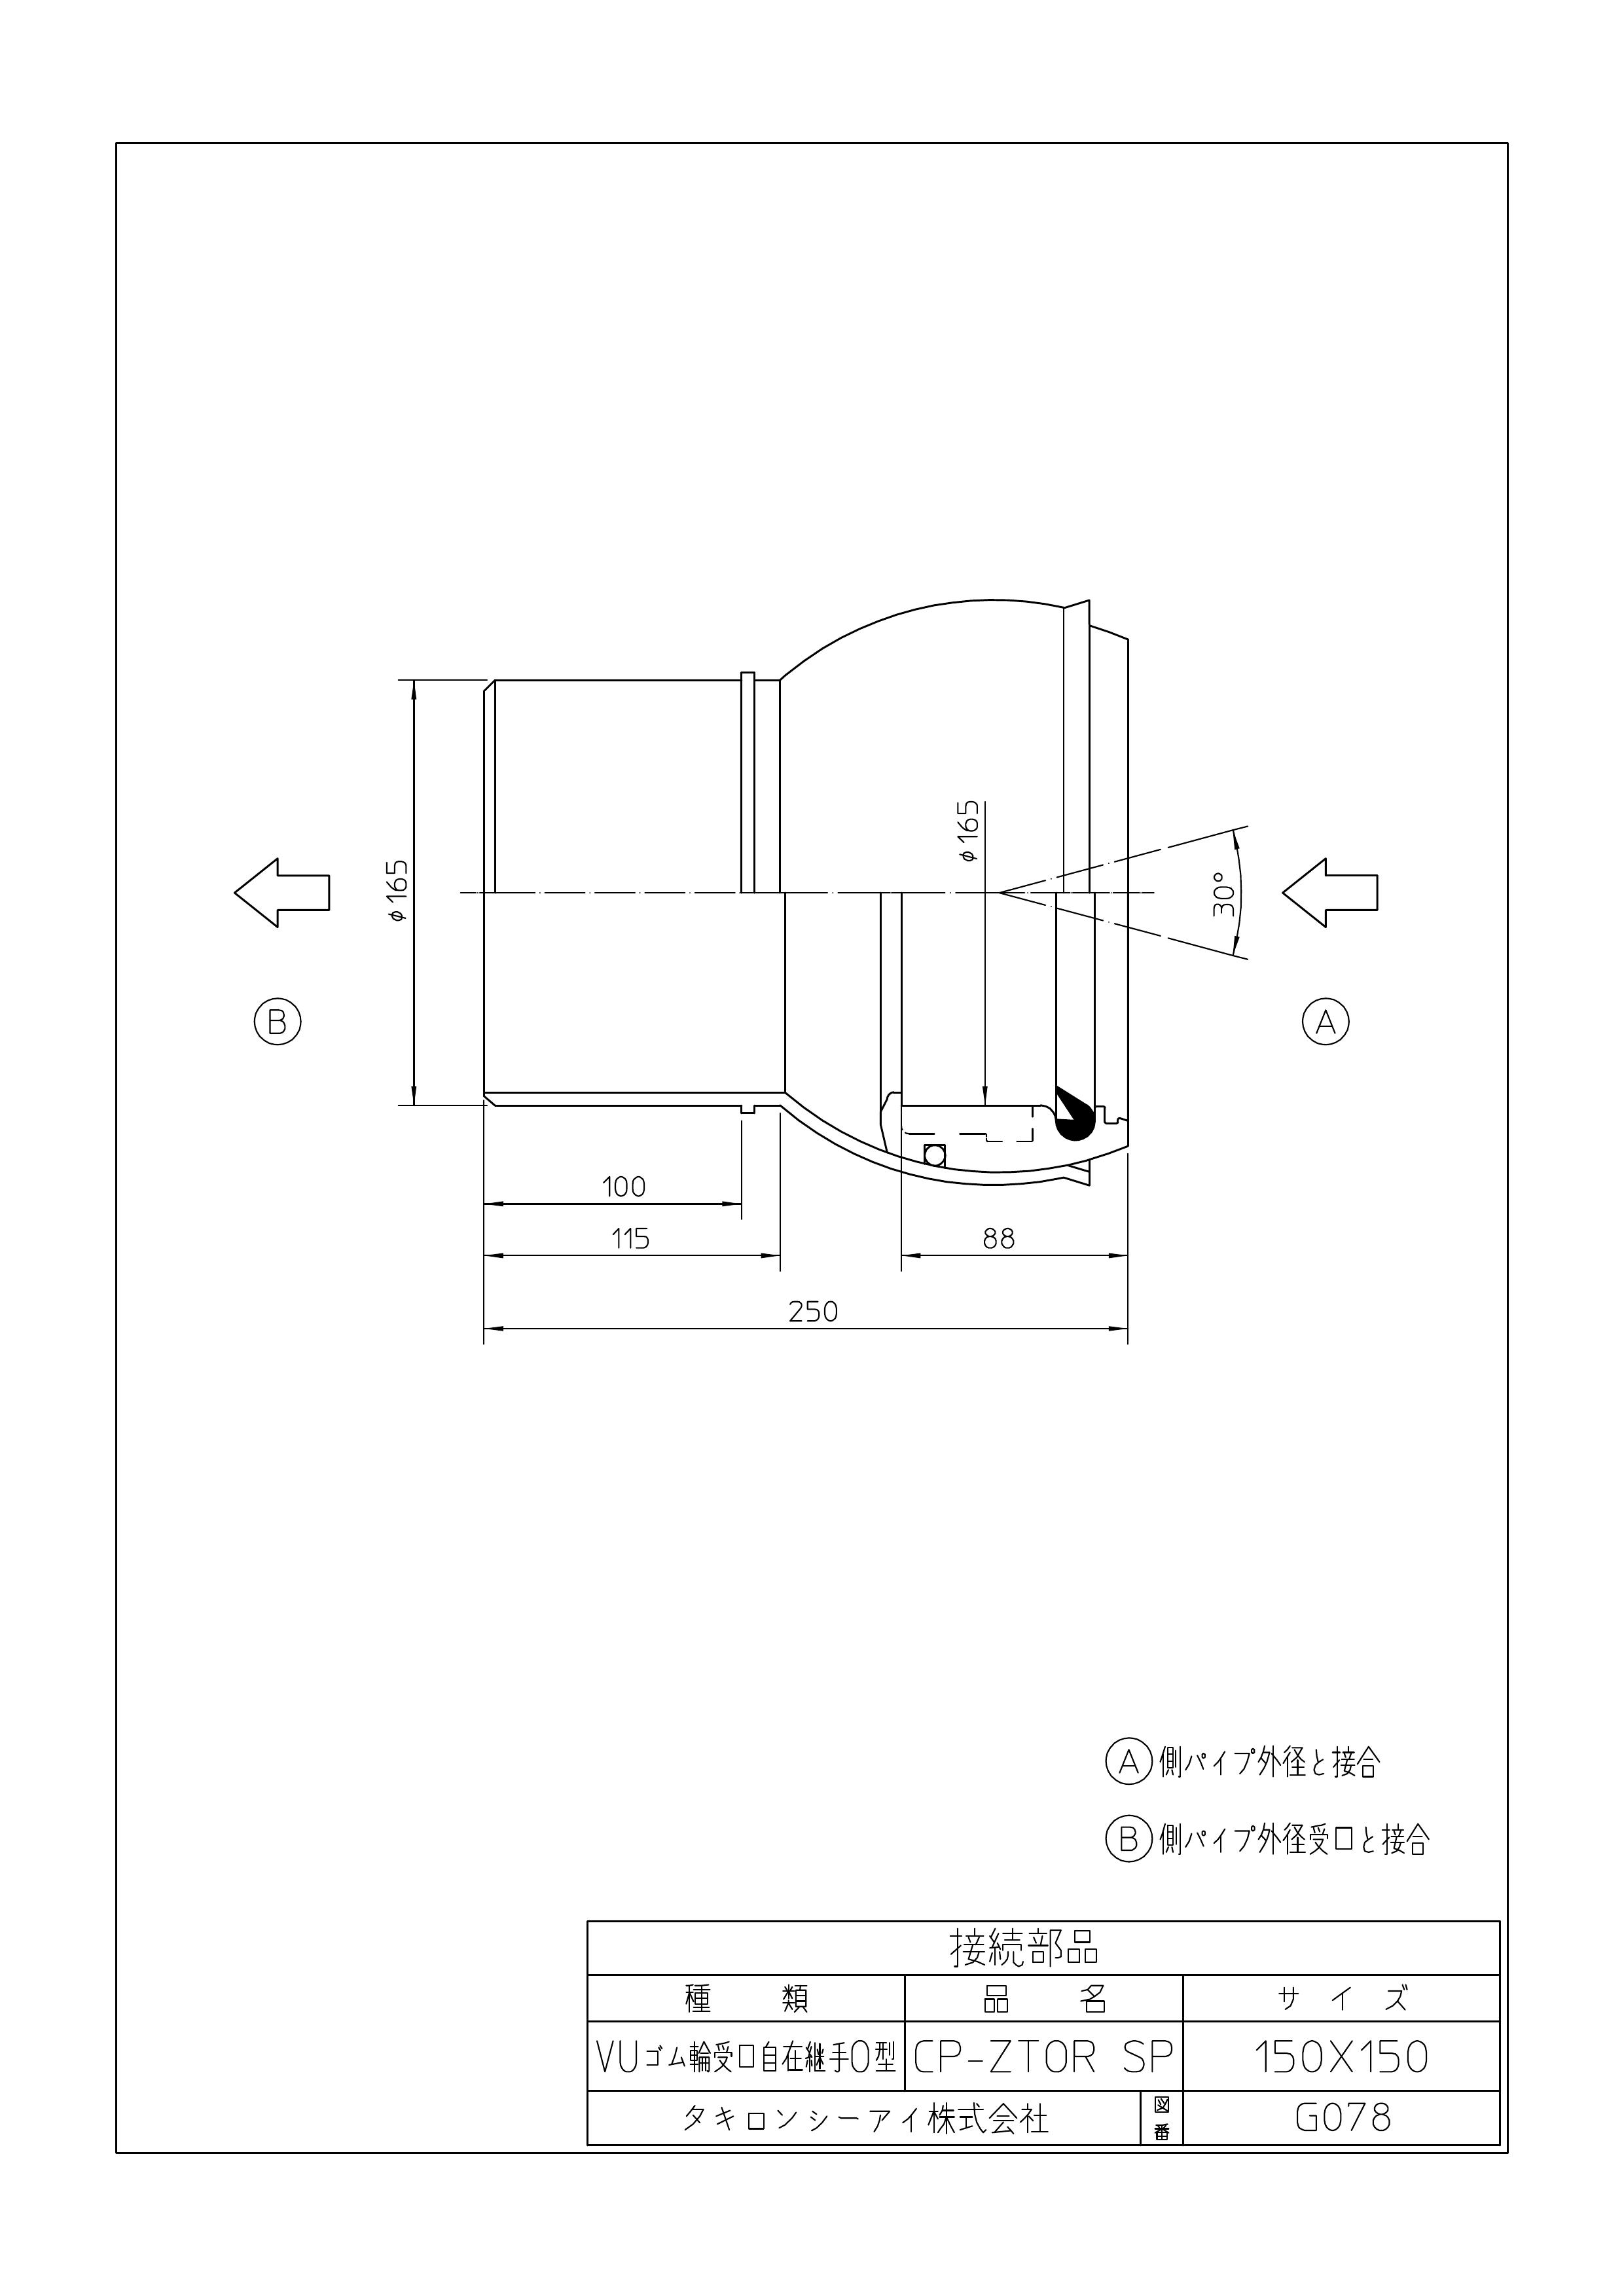 φ165
φ165
30°
B
A
100
115
88
250
A 側パイプ外径と接合
B 側パイプ外径受口と接合
接続部品
種類 品名 サイズ
VUゴム輪受口自在継手O型 CP-ZTOR SP 150X150
タキロンシーアイ株式会社 図番 G078